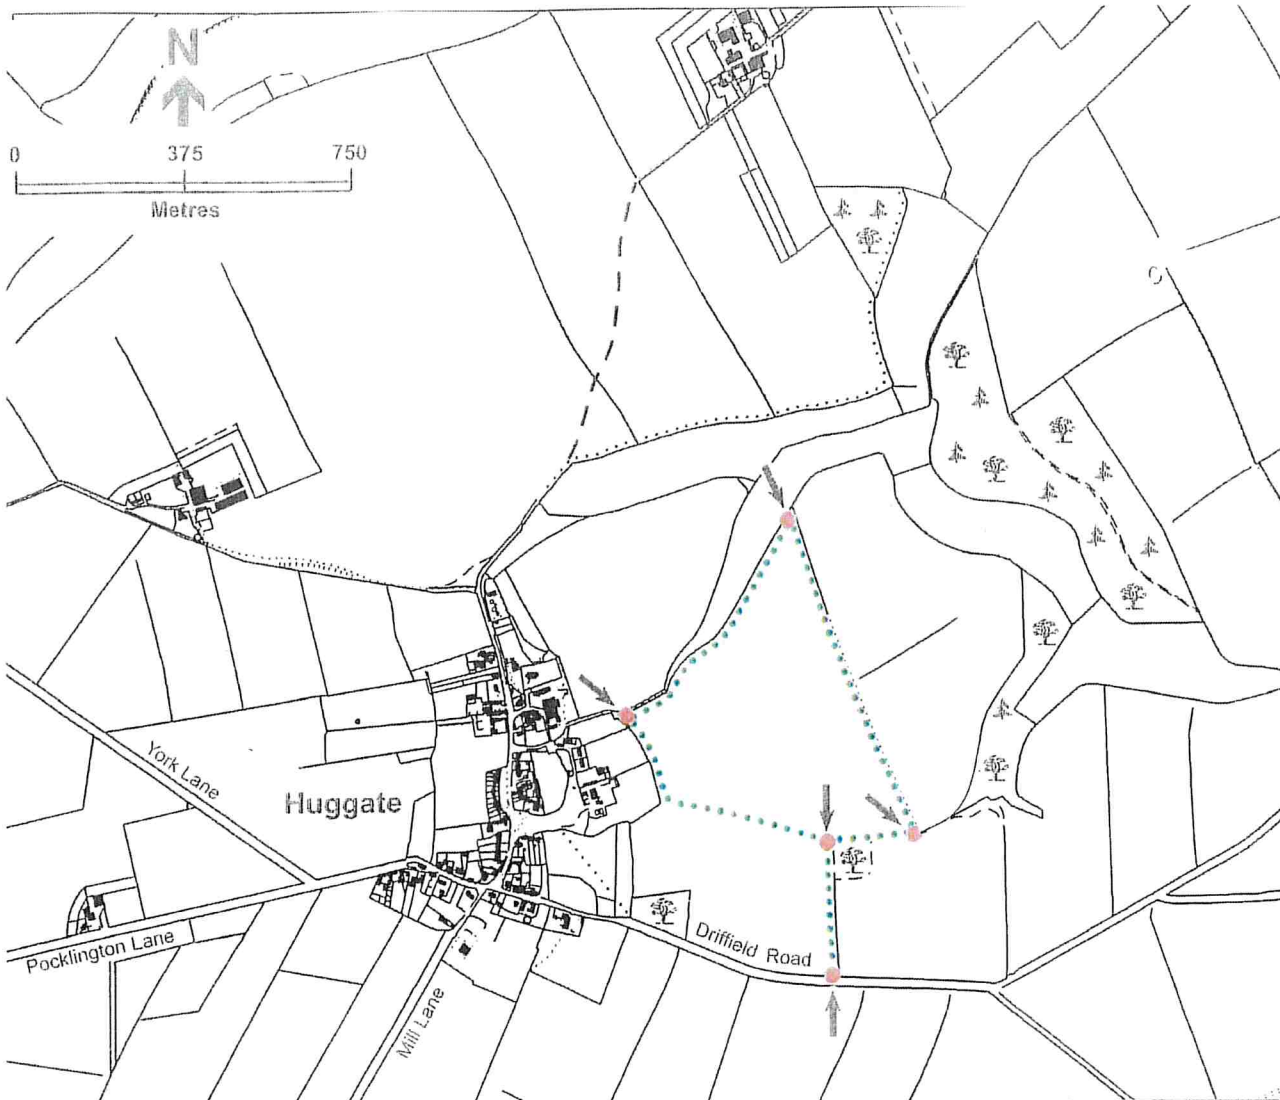 N
0 375 750
Metres
York Lane
Huggate
Pocklington Lane
Mill Lane
Driffield Road